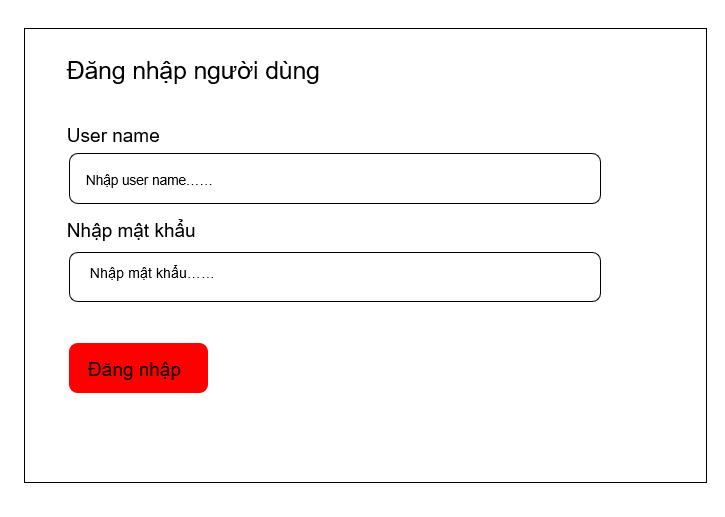 Đăng nhập người dùng
User name
Nhập user name……
Nhập mật khẩu
Nhập mật khẩu……
Đăng nhập